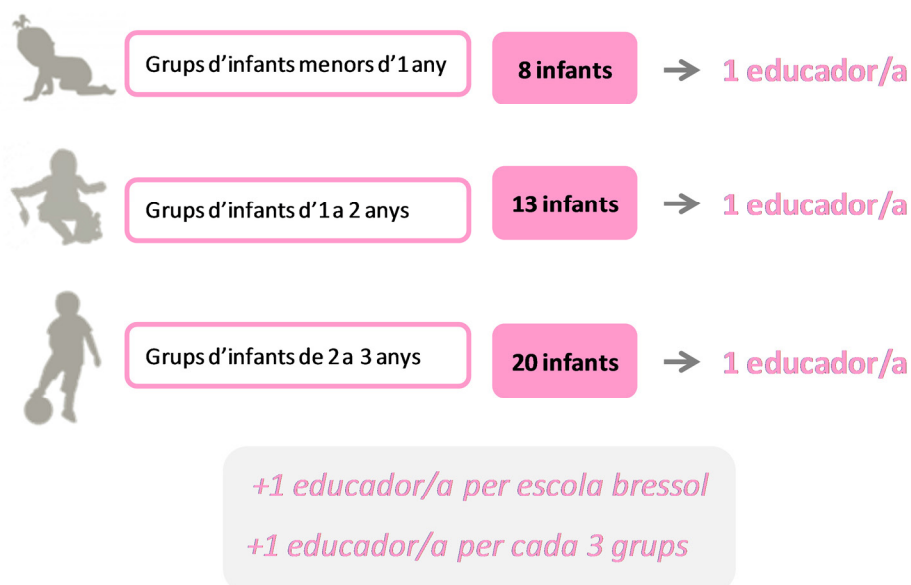 Grups d'infants menors d'1 any
8 infants
1 educador/a
Grups d'infants d'1 a 2 anys
13 infants
1 educador/a
Grups d'infants de 2 a 3 anys
20 infants
1 educador/a
+1 educador/a per escola bressol
+1 educador/a per cada 3 grups